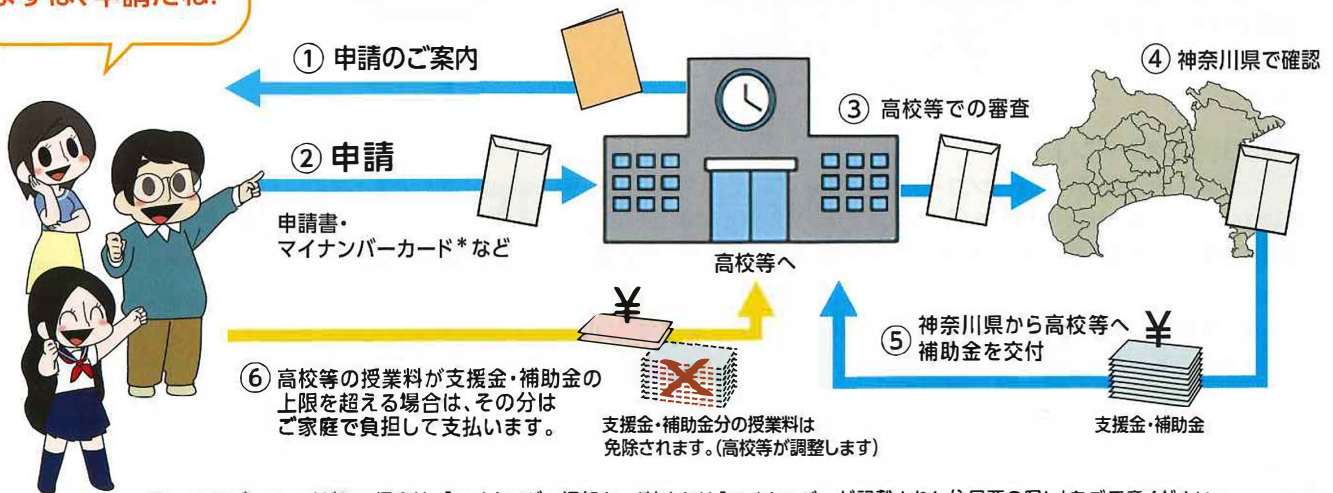 ① 申請のご案内
② 申請
申請書・
マイナンバーカード*など
高校等へ
③ 高校等での審査
④ 神奈川県で確認
⑤ 神奈川県から高校等へ
補助金を交付
¥
支援金・補助金
¥
⑥ 高校等の授業料が支援金・補助金の
上限を超える場合は、その分は
ご家庭で負担して支払います。
支援金・補助金分の授業料は
免除されます。(高校等が調整します)